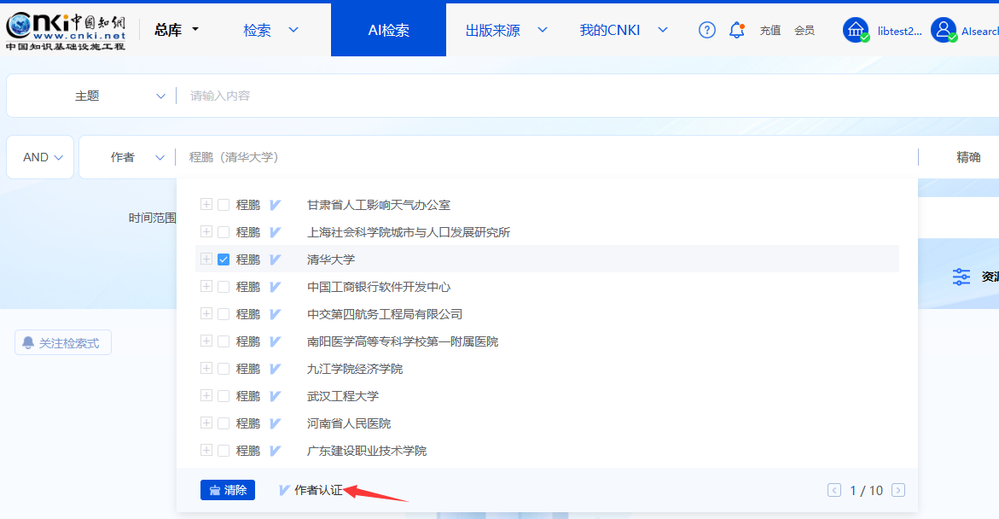 Cnki中国知网
www.cnki.net
中国知识基础设施工程
总库 检索 AI检索 出版来源 我的CNKI ? 充值 会员 libtest2... AIsearch
主题 请输入内容
AND 作者 程鹏（清华大学） 精确
时间范围
程鹏 甘肃省人工影响天气办公室
程鹏 上海社会科学院城市与人口发展研究所
程鹏 清华大学
程鹏 中国工商银行软件开发中心
程鹏 中交第四航务工程局有限公司
程鹏 南阳医学高等专科学校第一附属医院
程鹏 九江学院经济学院
程鹏 武汉工程大学
程鹏 河南省人民医院
程鹏 广东建设职业技术学院
资源
关注检索式
清除 作者认证 1 / 10